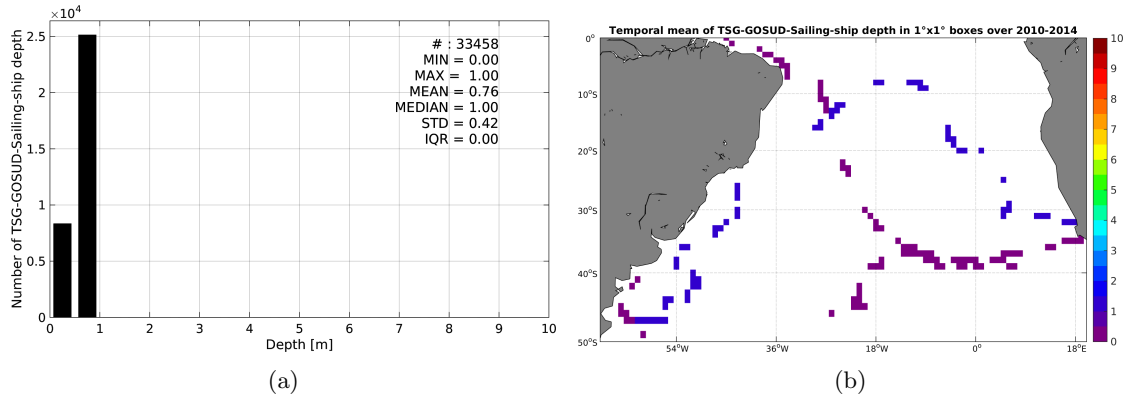 ×10⁴
2.5
2
1.5
1
0.5
0
0 1 2 3 4 5 6 7 8 9 10
Number of TSG-GOSUD-Sailing-ship depth
Depth [m]
# : 33458
MIN = 0.00
MAX = 1.00
MEAN = 0.76
MEDIAN = 1.00
STD = 0.42
IQR = 0.00
(a)
Temporal mean of TSG-GOSUD-Sailing-ship depth in 1°x1° boxes over 2010-2014
0°
10°S
20°S
30°S
40°S
50°S
54°W 36°W 18°W 0° 18°E
10
9
8
7
6
5
4
3
2
1
0
(b)